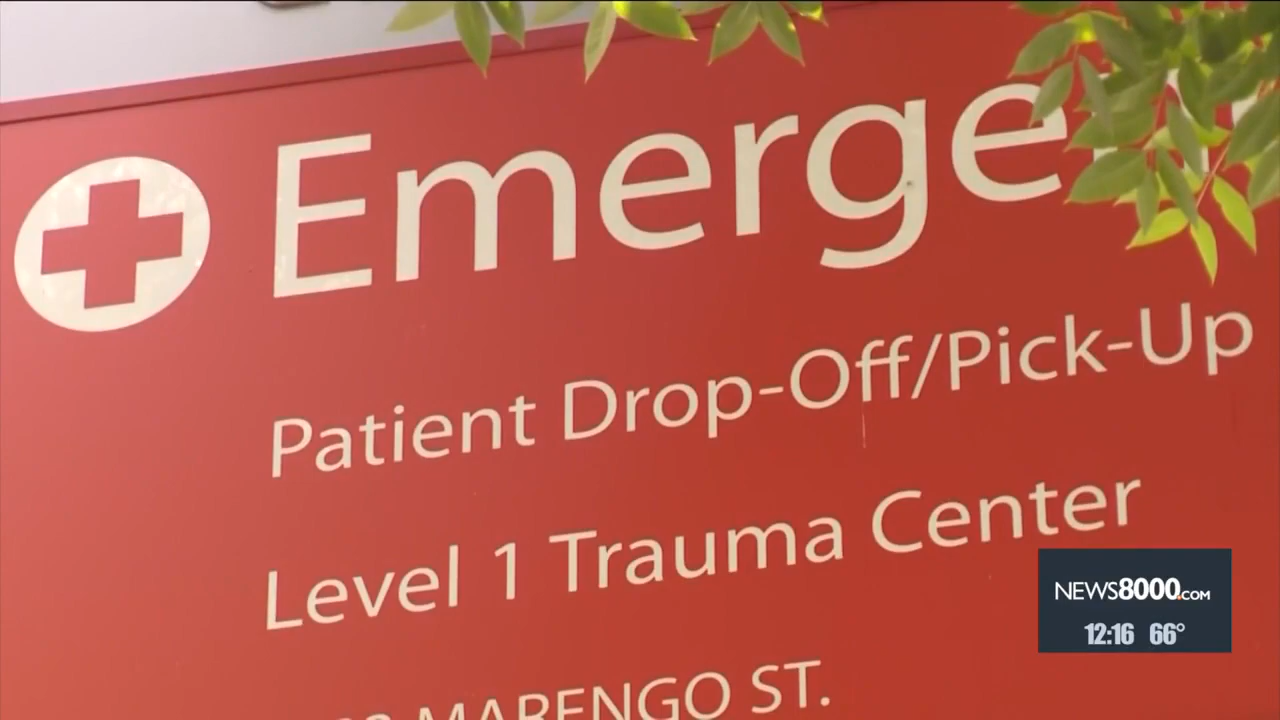 Emerge
Patient Drop-Off/Pick-Up
Level 1 Trauma Center
MARENGO ST.
NEWS8000.COM
12:16 66°